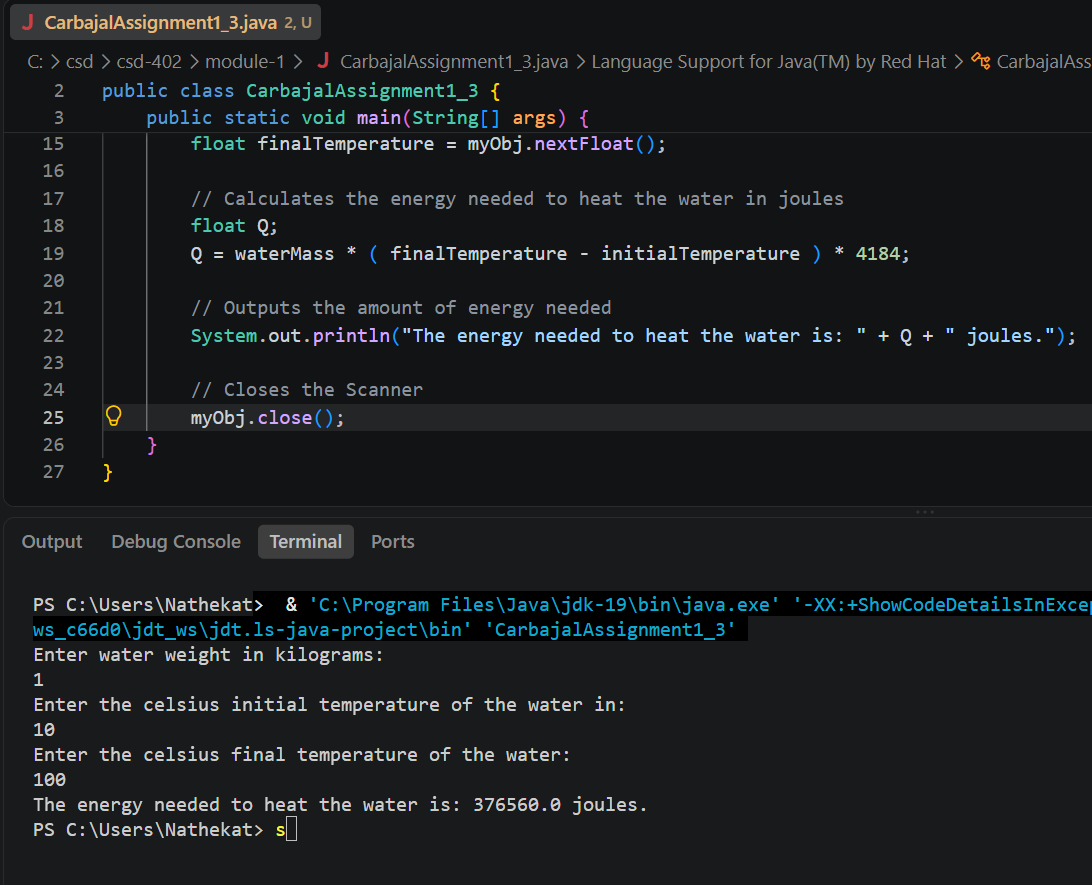 J CarbajalAssignment1_3.java 2, U
C: > csd > csd-402 > module-1 > J CarbajalAssignment1_3.java > Language Support for Java(TM) by Red Hat > CarbajalAss
2 public class CarbajalAssignment1_3 {
3 public static void main(String[] args) {
15 float finalTemperature = myObj.nextFloat();
16
17 // Calculates the energy needed to heat the water in joules
18 float Q;
19 Q = waterMass * ( finalTemperature - initialTemperature ) * 4184;
20
21 // Outputs the amount of energy needed
22 System.out.println("The energy needed to heat the water is: " + Q + " joules.");
23
24 // Closes the Scanner
25 myObj.close();
26 }
27 }
Output Debug Console Terminal Ports
PS C:\Users\Nathekat> & 'C:\Program Files\Java\jdk-19\bin\java.exe' '-XX:+ShowCodeDetailsInExcep
ws_c66d0\jdt_ws\jdt.ls-java-project\bin' 'CarbajalAssignment1_3'
Enter water weight in kilograms:
1
Enter the celsius initial temperature of the water in:
10
Enter the celsius final temperature of the water:
100
The energy needed to heat the water is: 376560.0 joules.
PS C:\Users\Nathekat> s